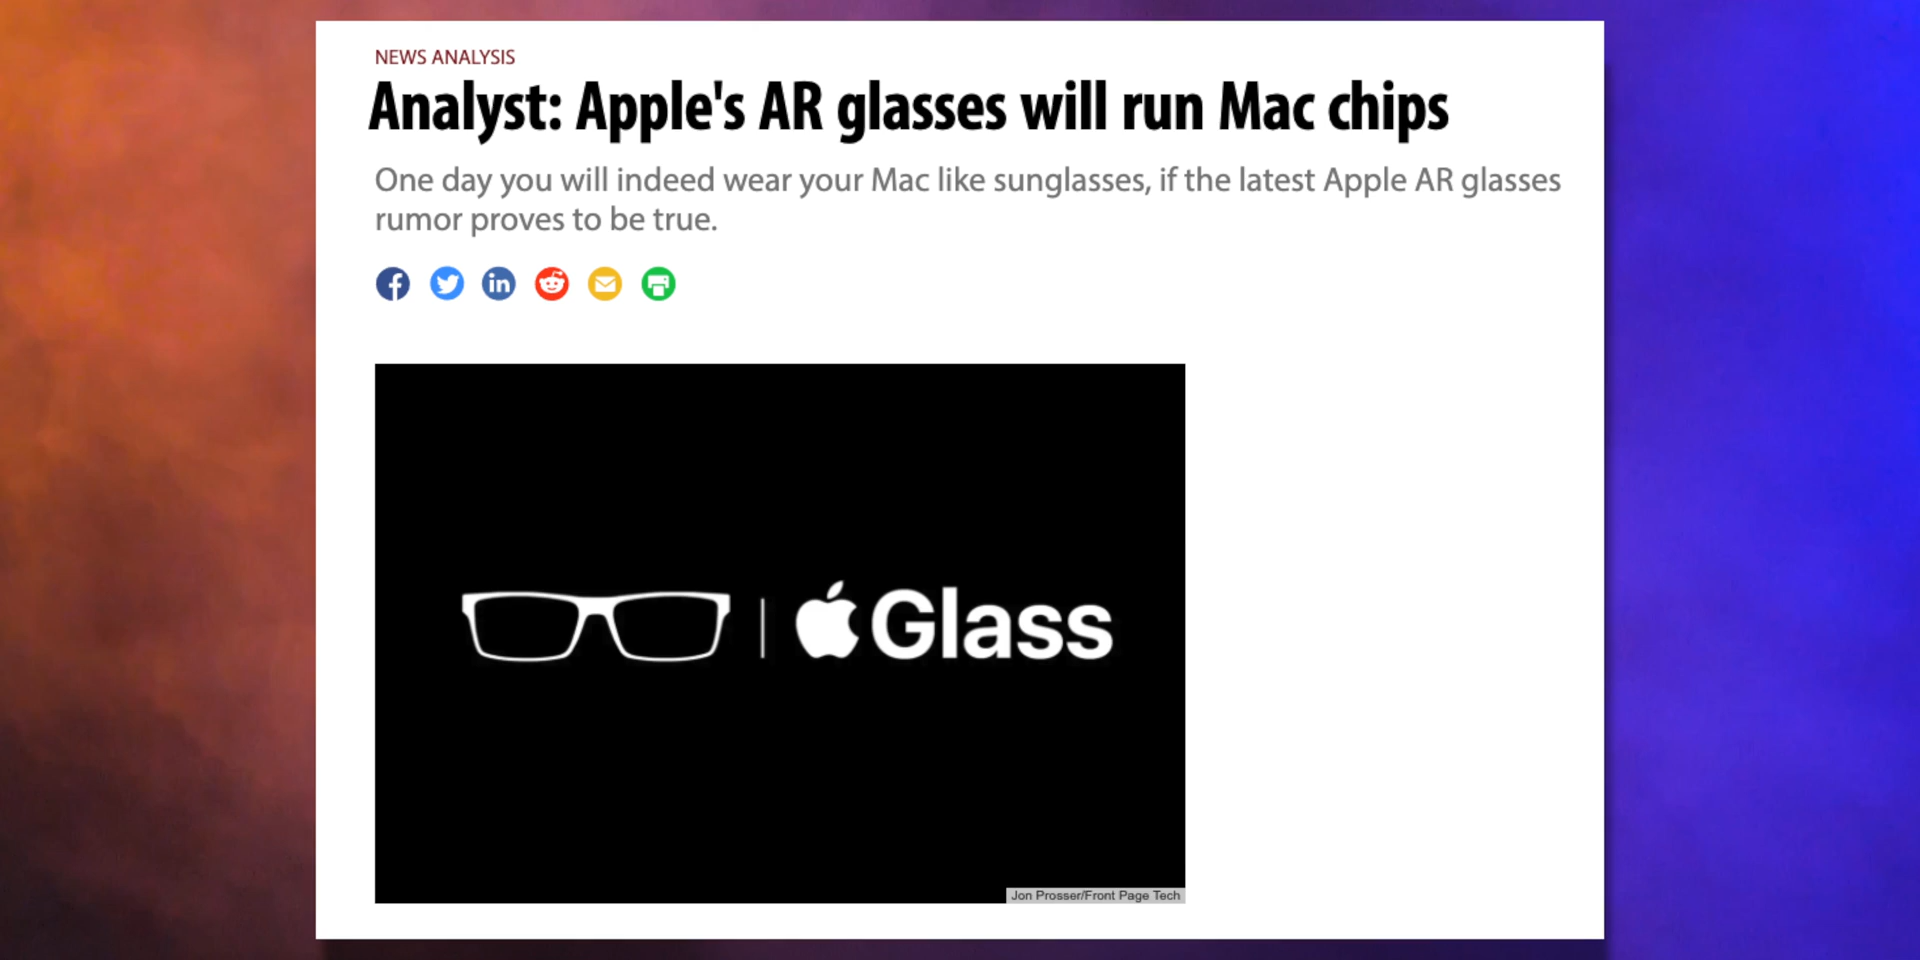 NEWS ANALYSIS
Analyst: Apple's AR glasses will run Mac chips
One day you will indeed wear your Mac like sunglasses, if the latest Apple AR glasses
rumor proves to be true.
Glass
Jon Prosser/Front Page Tech